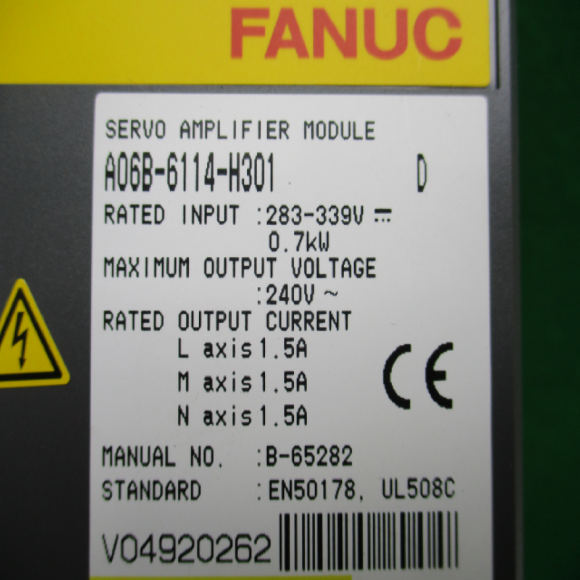 FANUC
SERVO AMPLIFIER MODULE
A06B-6114-H301 D
RATED INPUT :283-339V ⎓
0.7kW
MAXIMUM OUTPUT VOLTAGE
:240V ~
RATED OUTPUT CURRENT
L axis 1.5A
M axis 1.5A
N axis 1.5A
CE
MANUAL NO. :B-65282
STANDARD :EN50178, UL508C
V04920262